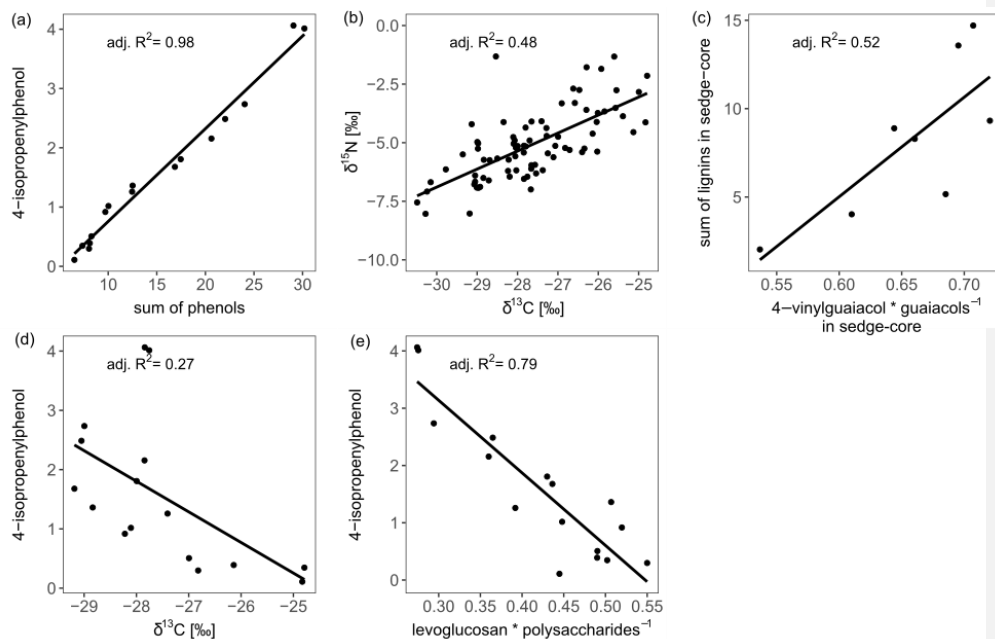 (a)
adj. R²= 0.98
4−isopropenylphenol
4
3
2
1
0
10 15 20 25 30
sum of phenols
(b)
adj. R²= 0.48
δ¹⁵N [‰]
−0.0
−2.5
−5.0
−7.5
−10.0
−30 −29 −28 −27 −26 −25
δ¹³C [‰]
(c)
adj. R²= 0.52
sum of lignins in sedge-core
15
10
5
0.55 0.60 0.65 0.70
4−vinylguaiacol * guaiacols⁻¹
in sedge-core
(d)
adj. R²= 0.27
4−isopropenylphenol
4
3
2
1
0
−29 −28 −27 −26 −25
δ¹³C [‰]
(e)
adj. R²= 0.79
4−isopropenylphenol
4
3
2
1
0
0.30 0.35 0.40 0.45 0.50 0.55
levoglucosan * polysaccharides⁻¹